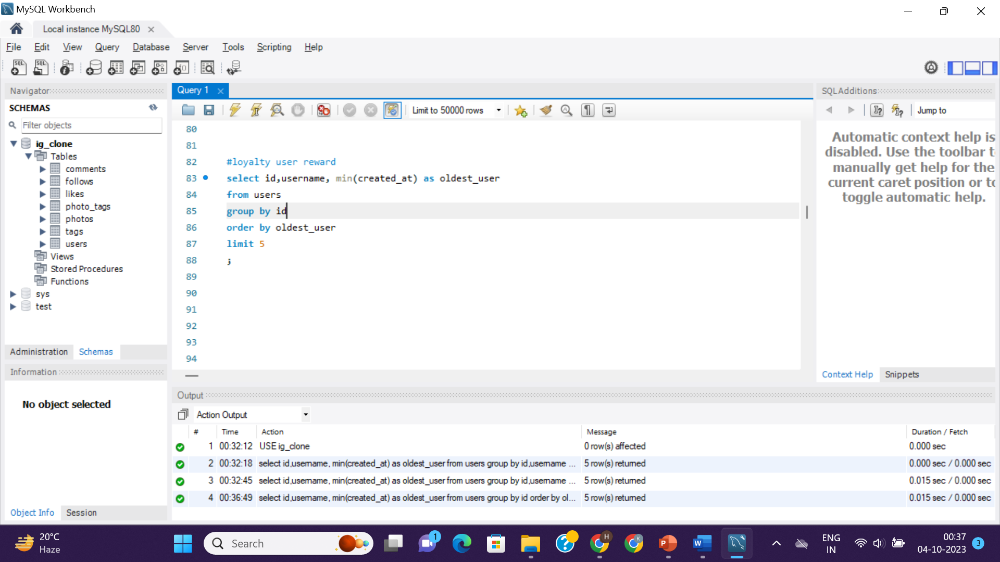 MySQL Workbench
Local instance MySQL80
File Edit View Query Database Server Tools Scripting Help
Navigator
SCHEMAS
Filter objects
ig_clone
Tables
comments
follows
likes
photo_tags
photos
tags
users
Views
Stored Procedures
Functions
sys
test
Administration Schemas
Information
No object selected
Object Info Session
Query 1
Limit to 50000 rows
80
81
82 #loyalty user reward
83 select id,username, min(created_at) as oldest_user
84 from users
85 group by id
86 order by oldest_user
87 limit 5
88 ;
89
90
91
92
93
94
SQLAdditions
Jump to
Automatic context help is
disabled. Use the toolbar t
manually get help for the
current caret position or to
toggle automatic help.
Context Help Snippets
Output
Action Output
# Time Action Message Duration / Fetch
1 00:32:12 USE ig_clone 0 row(s) affected 0.000 sec
2 00:32:18 select id,username, min(created_at) as oldest_user from users group by id,username ... 5 row(s) returned 0.000 sec / 0.000 sec
3 00:32:45 select id,username, min(created_at) as oldest_user from users group by id,username ... 5 row(s) returned 0.015 sec / 0.000 sec
4 00:36:49 select id,username, min(created_at) as oldest_user from users group by id order by ol... 5 row(s) returned 0.015 sec / 0.000 sec
20°C
Haze
Search
1
H
K
P
W
ENG
IN
00:37
04-10-2023
3